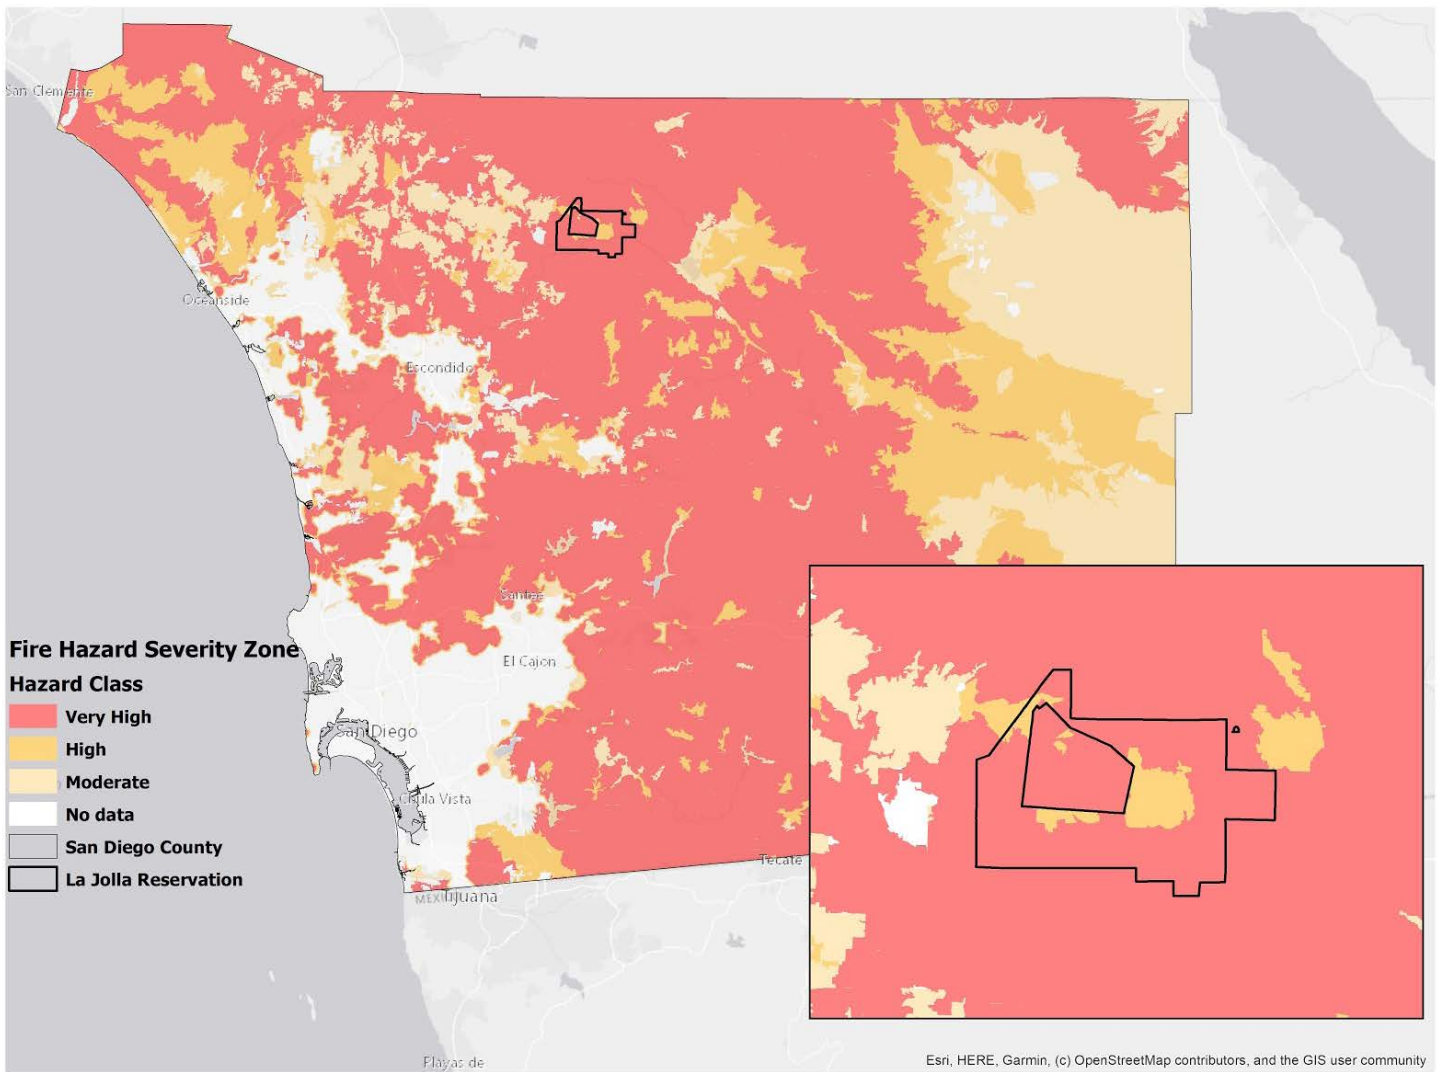 San Clemente
Oceanside
Escondido
Santee
El Cajon
San Diego
Chula Vista
Tecate
Tijuana
Playas de
Fire Hazard Severity Zone
Hazard Class
Very High
High
Moderate
No data
San Diego County
La Jolla Reservation
Esri, HERE, Garmin, (c) OpenStreetMap contributors, and the GIS user community